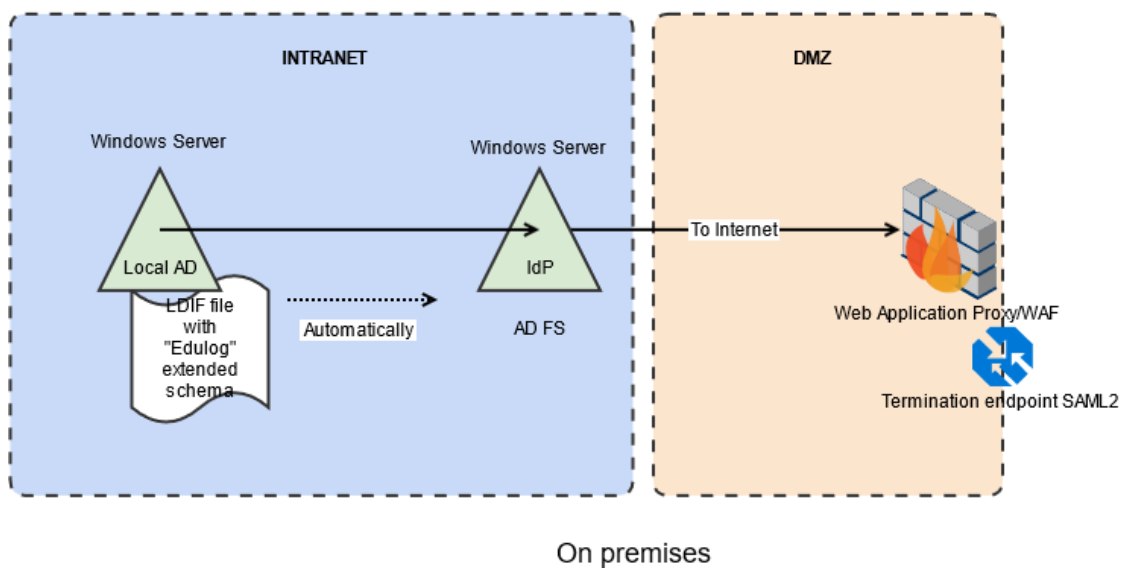 INTRANET
DMZ
Windows Server
Windows Server
To Internet
Local AD
IdP
LDIF file
with
"Edulog"
extended
schema
Automatically
AD FS
Web Application Proxy/WAF
Termination endpoint SAML2
On premises